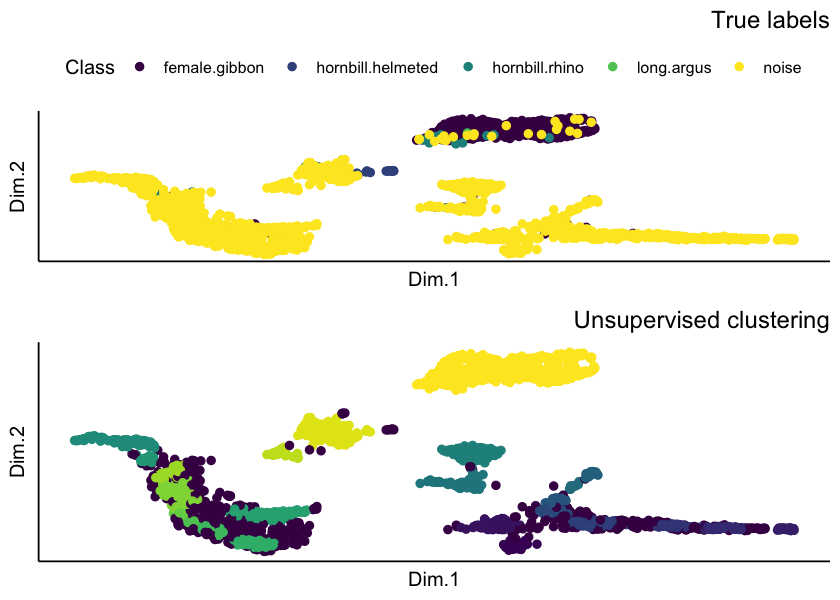 True labels
Class female.gibbon hornbill.helmeted hornbill.rhino long.argus noise
Dim.2
Dim.1
Unsupervised clustering
Dim.2
Dim.1